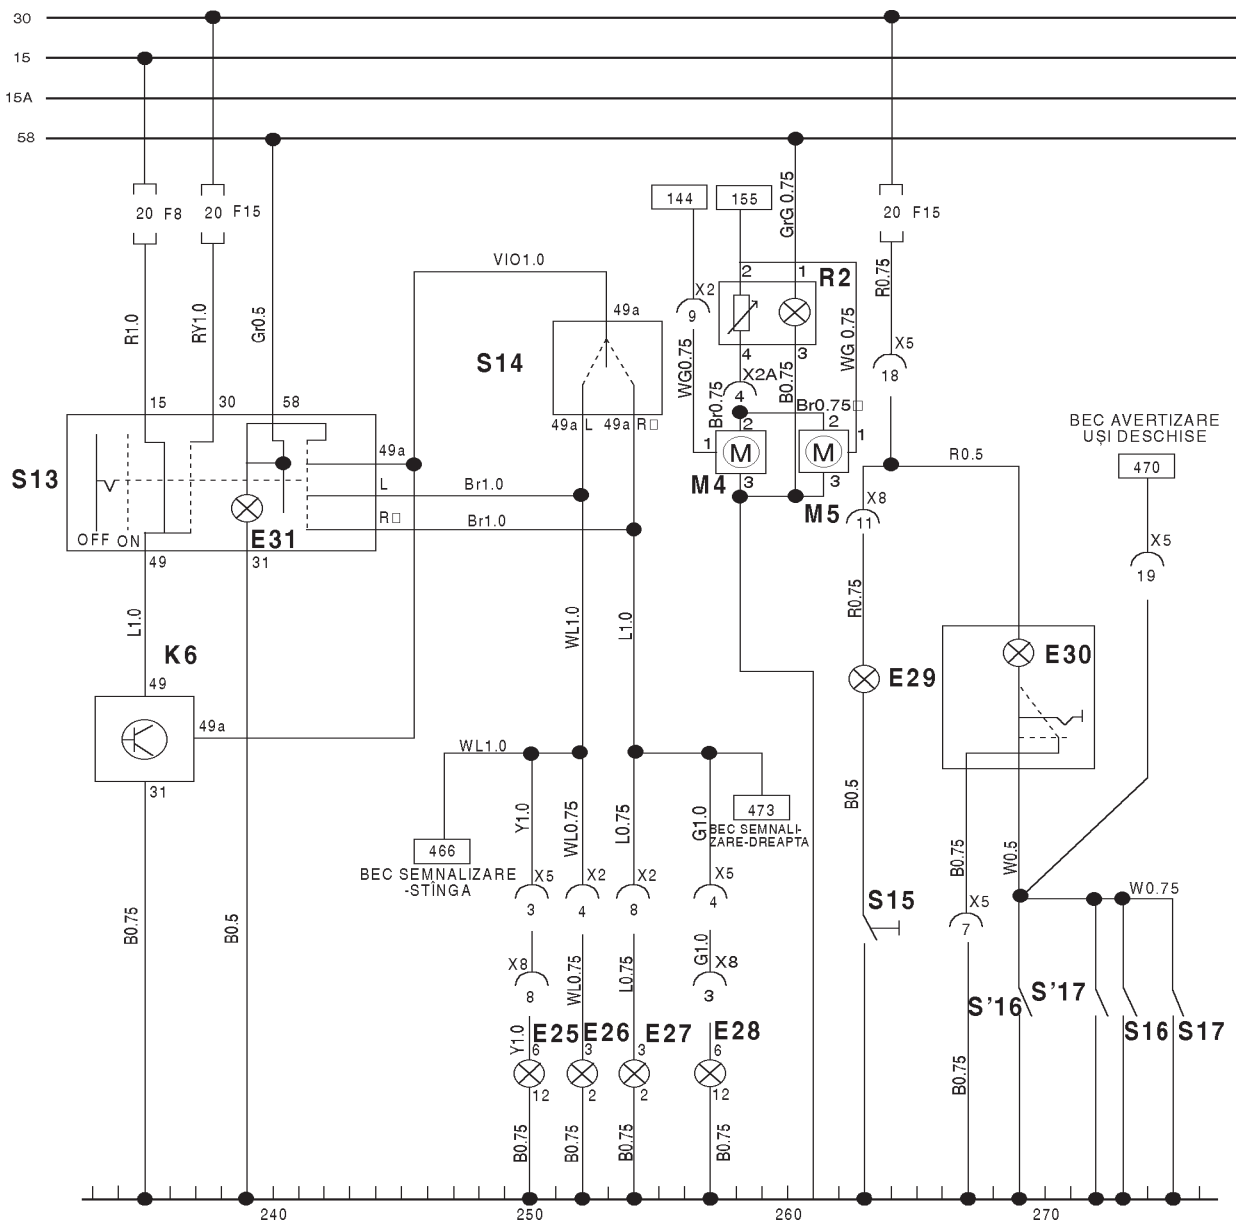 30
15
15A
58
20 F8
20 F15
144
155
20 F15
GrG 0.75
R0.75
VIO1.0
R1.0
RY1.0
Gr0.5
X2
9
2
1
R2
49a
S14
WG0.75
WG 0.75
4
3
X5
18
X2A
4
B0.75
Br0.75
Br0.75□
15
30
58
49a L
49a R□
BEC AVERTIZARE
UȘI DESCHISE
470
49a
S13
1
2
M
M4
3
2
1
M
M5
3
R0.5
L
Br1.0
R□
Br1.0
X8
11
E31
OFF ON
49
31
X5
19
L1.0
WL1.0
L1.0
R0.75
K6
49
49a
31
E29
E30
WL1.0
Y1.0
WL0.75
L0.75
G1.0
B0.5
473
BEC SEMNALI-
ZARE-DREAPTA
466
BEC SEMNALIZARE
-STÎNGA
X5
3
X2
4
X2
8
X5
4
B0.75
W0.5
S15
X5
7
W0.75
B0.75
B0.5
X8
8
WL0.75
L0.75
G1.0
X8
3
S'16
S'17
S16
S17
Y1.0
E25
E26
E27
E28
6
3
3
6
12
2
2
12
B0.75
B0.75
B0.75
B0.75
B0.75
240
250
260
270